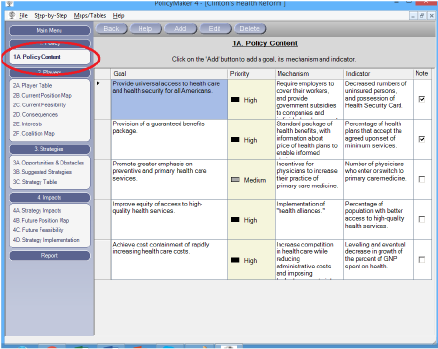 PolicyMaker 4 - [Clinton's Health Reform]
File Step-by-Step Maps/Tables Help
Main Menu
Back Help Add Edit Delete
1. Policy
1A. Policy Content
2. Players
2A Player Table
2B Current Position Map
2C Current Feasibility
2D Consequences
2E Interests
2F Coalition Map
3. Strategies
3A Opportunities & Obstacles
3B Suggested Strategies
3C Strategy Table
4. Impacts
4A Strategy Impacts
4B Future Position Map
4C Future Feasibility
4D. Strategy Implementation
Report
1A. Policy Content
Click on the 'Add' button to add a goal, its mechanism and indicator.
Goal Priority Mechanism Indicator Note
Provide universal access to health care
and health security for all Americans.
High
Require employers to
cover their workers,
and provide
government subsidies
to companies and
Decreased numbers of
uninsured persons,
and possession of
Health Security Card.
Provision of a guaranteed benefits
package.
High
Standard package of
health benefits, with
information about
price of health plans to
enable informed
Percentage of health
plans that accept the
agreed upon set of
minimum services.
Promote greater emphasis on
preventive and primary health care
services.
Medium
Incentives for
physicians to increase
their practice of
primary care medicine.
Number of physicians
who enter or switch to
primary care medicine.
Improve equity of access to high-
quality health services.
High
Implementation of
"health alliances."
Percentage of
population with better
access to high-quality
health services.
Achieve cost containment of rapidly
increasing health care costs.
High
Increase competition
in health care while
reducing
administrative costs
and imposing
Leveling and eventual
decrease in growth of
the percent of GNP
spent on health.